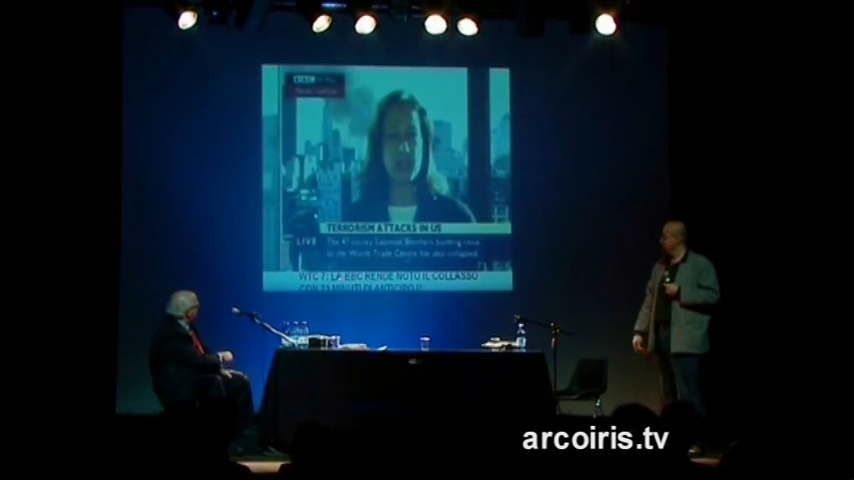 BBC
TERRORISM ATTACKS IN US
LIVE The 47 storey Salomon Brothers building close
to the World Trade Centre has also collapsed.
WTC 7: LA BBC RENDE NOTO IL COLLASSO
CON 23 MINUTI DI ANTICIPO !!
arcoiris.tv